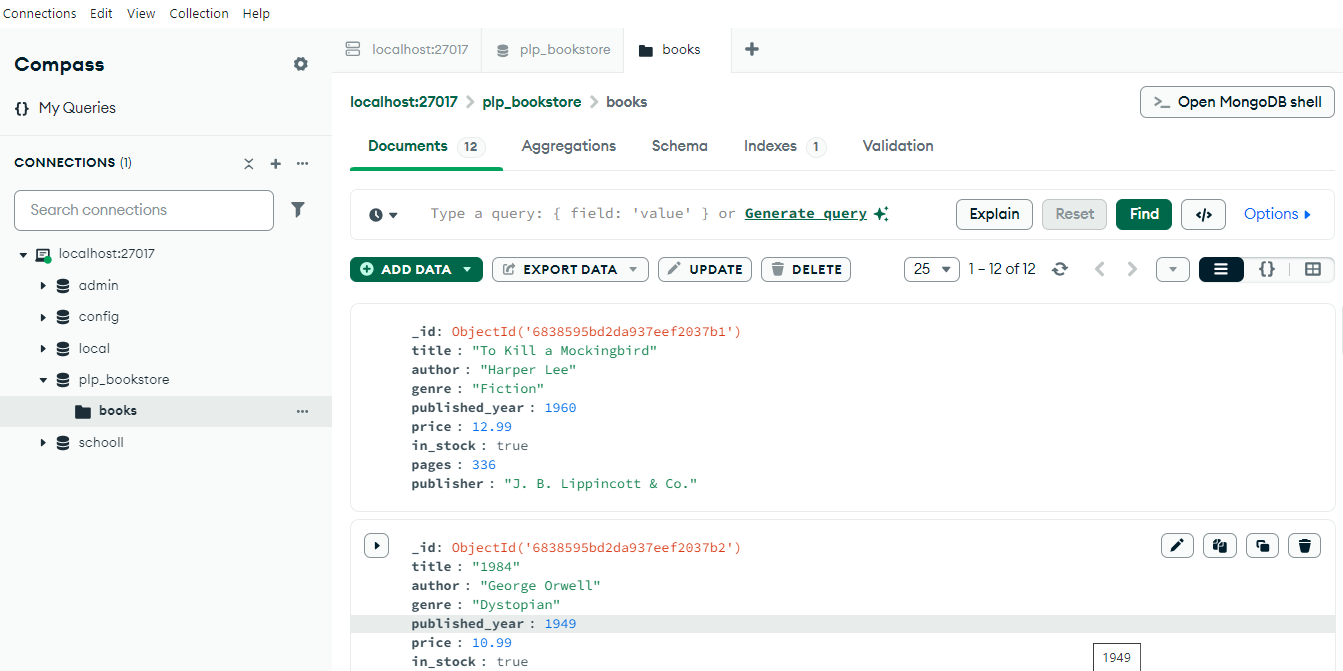 Connections Edit View Collection Help
Compass
{} My Queries
CONNECTIONS (1)
Search connections
localhost:27017
admin
config
local
plp_bookstore
books
schooll
localhost:27017 plp_bookstore books
localhost:27017 plp_bookstore books
>_ Open MongoDB shell
Documents 12 Aggregations Schema Indexes 1 Validation
Type a query: { field: 'value' } or Generate query
Explain Reset Find </> Options
ADD DATA EXPORT DATA UPDATE DELETE
25 1 – 12 of 12 {}
_id: ObjectId('6838595bd2da937eef2037b1')
title : "To Kill a Mockingbird"
author : "Harper Lee"
genre : "Fiction"
published_year : 1960
price : 12.99
in_stock : true
pages : 336
publisher : "J. B. Lippincott & Co."
_id: ObjectId('6838595bd2da937eef2037b2')
title : "1984"
author : "George Orwell"
genre : "Dystopian"
published_year : 1949
price : 10.99
in_stock : true
1949